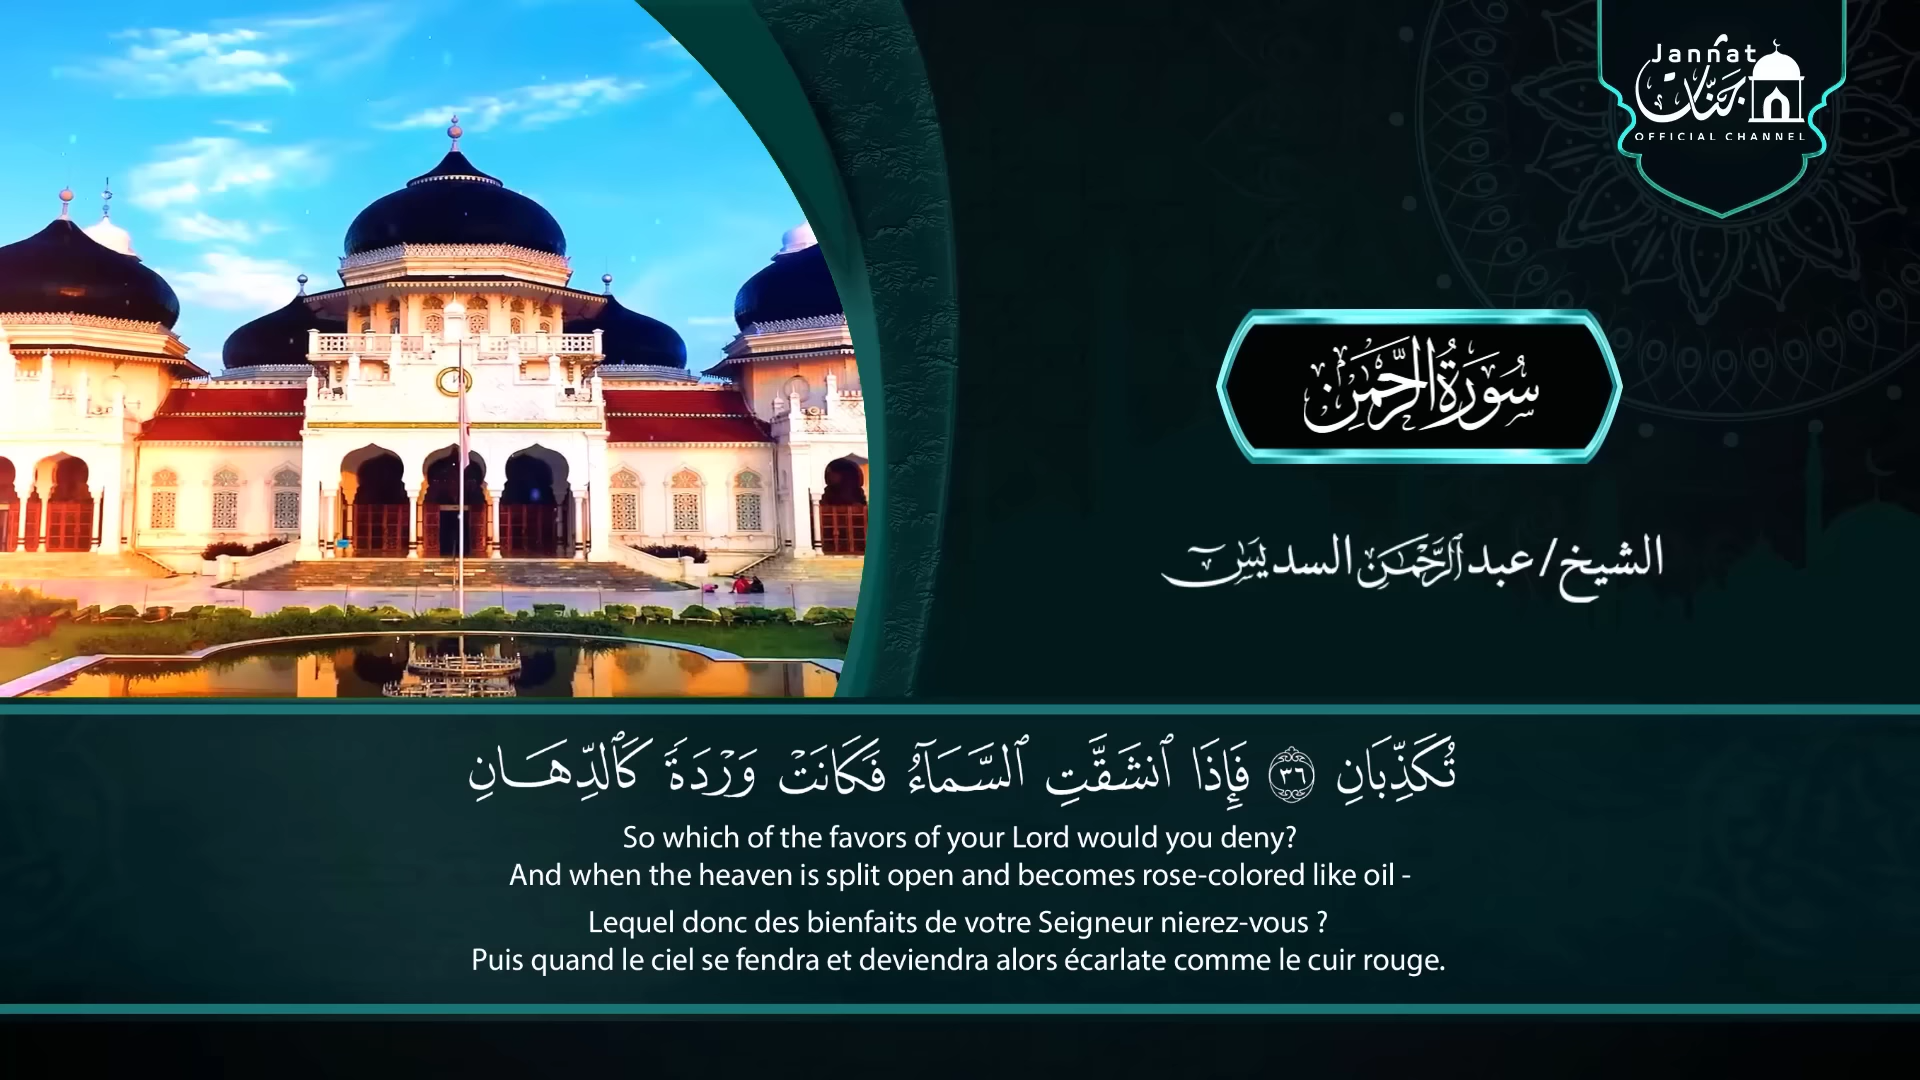 Jannat
جنات
OFFICIAL CHANNEL
سُورَةُ الرَّحْمَٰن
الشيخ / عبد الرَّحْمَٰن السديس
تُكَذِّبَانِ ٣٦ فَإِذَا ٱنشَقَّتِ ٱلسَّمَآءُ فَكَانَتْ وَرْدَةً كَٱلدِّهَانِ
So which of the favors of your Lord would you deny?
And when the heaven is split open and becomes rose-colored like oil -
Lequel donc des bienfaits de votre Seigneur nierez-vous ?
Puis quand le ciel se fendra et deviendra alors écarlate comme le cuir rouge.